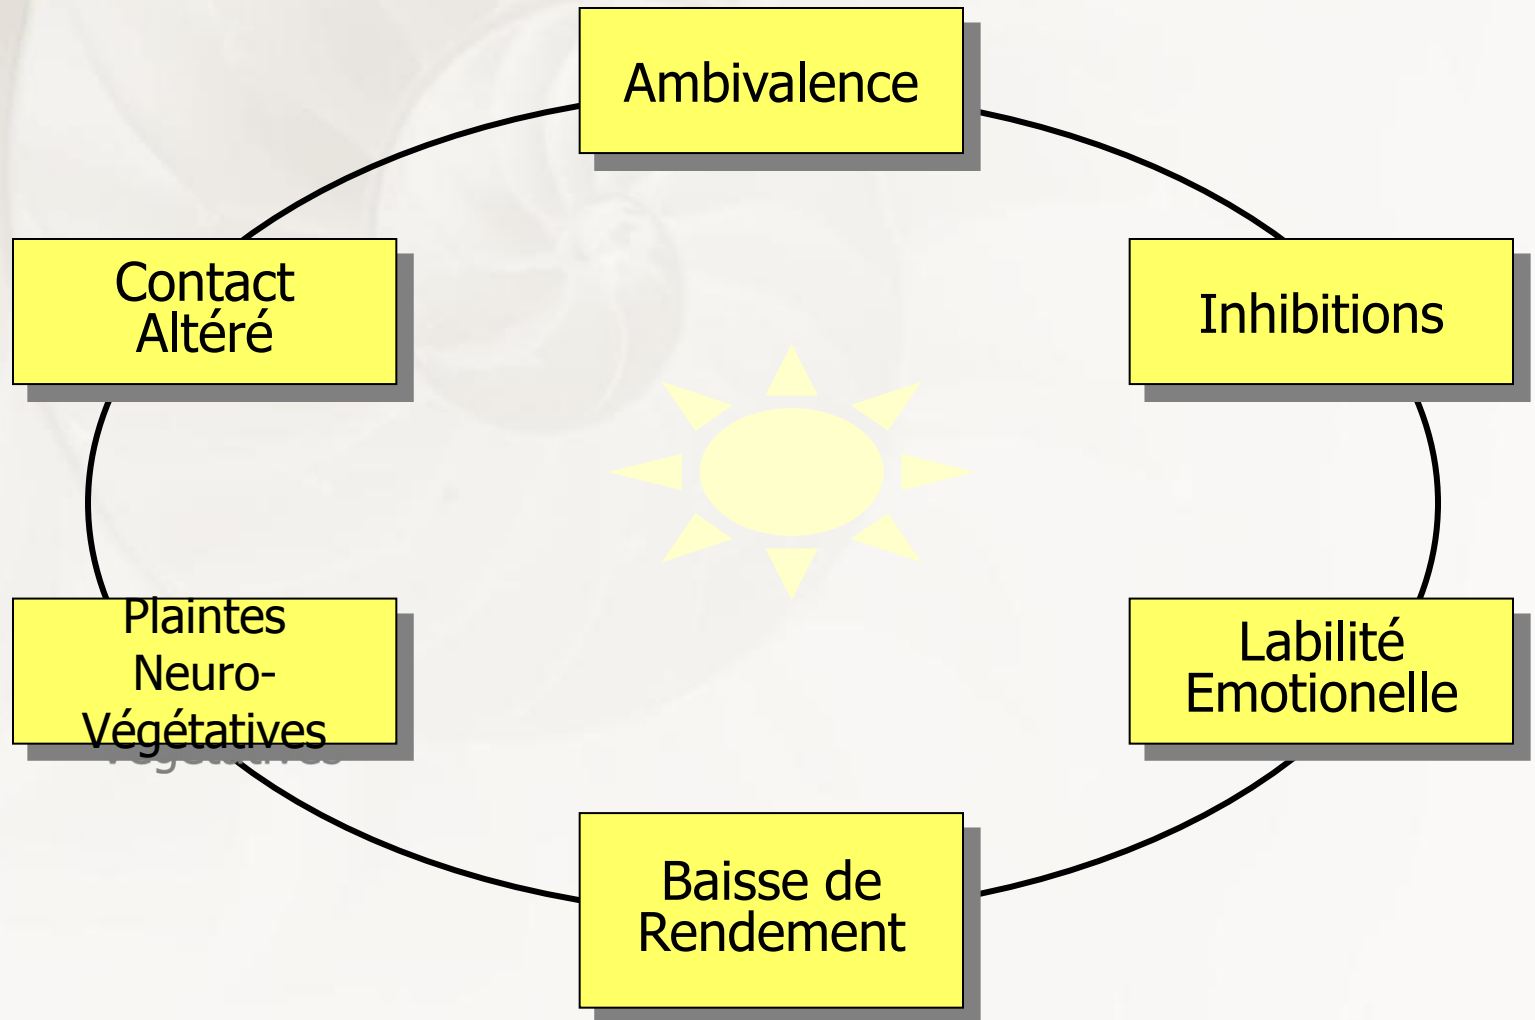 Ambivalence
Contact
Altéré
Inhibitions
Plaintes
Neuro-
Végétatives
Labilité
Emotionelle
Baisse de
Rendement